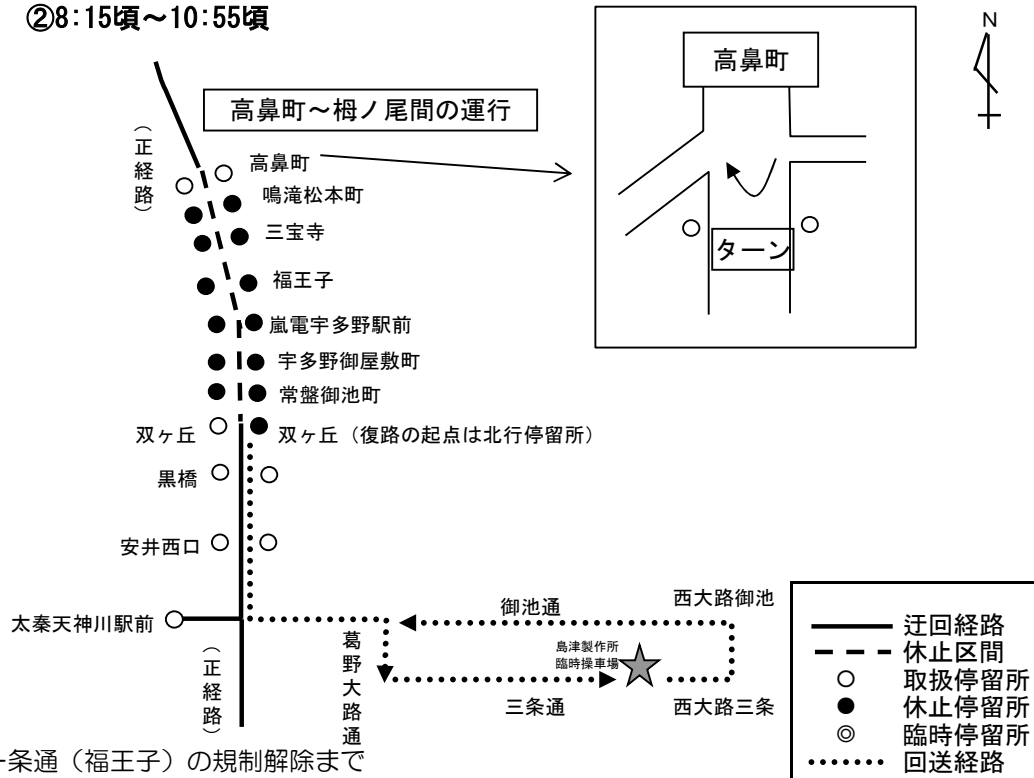 ②8:15頃～10:55頃
N
高鼻町
高鼻町～栂ノ尾間の運行
（正経路）
高鼻町
鳴滝松本町
三宝寺
ターン
福王子
嵐電宇多野駅前
宇多野御屋敷町
常盤御池町
双ヶ丘
双ヶ丘（復路の起点は北行停留所）
黒橋
安井西口
御池通
西大路御池
太秦天神川駅前
（正経路）
葛野大路通
島津製作所
臨時操車場
三条通
西大路三条
迂回経路
休止区間
取扱停留所
休止停留所
臨時停留所
回送経路
条通（福王子）の規制解除まで